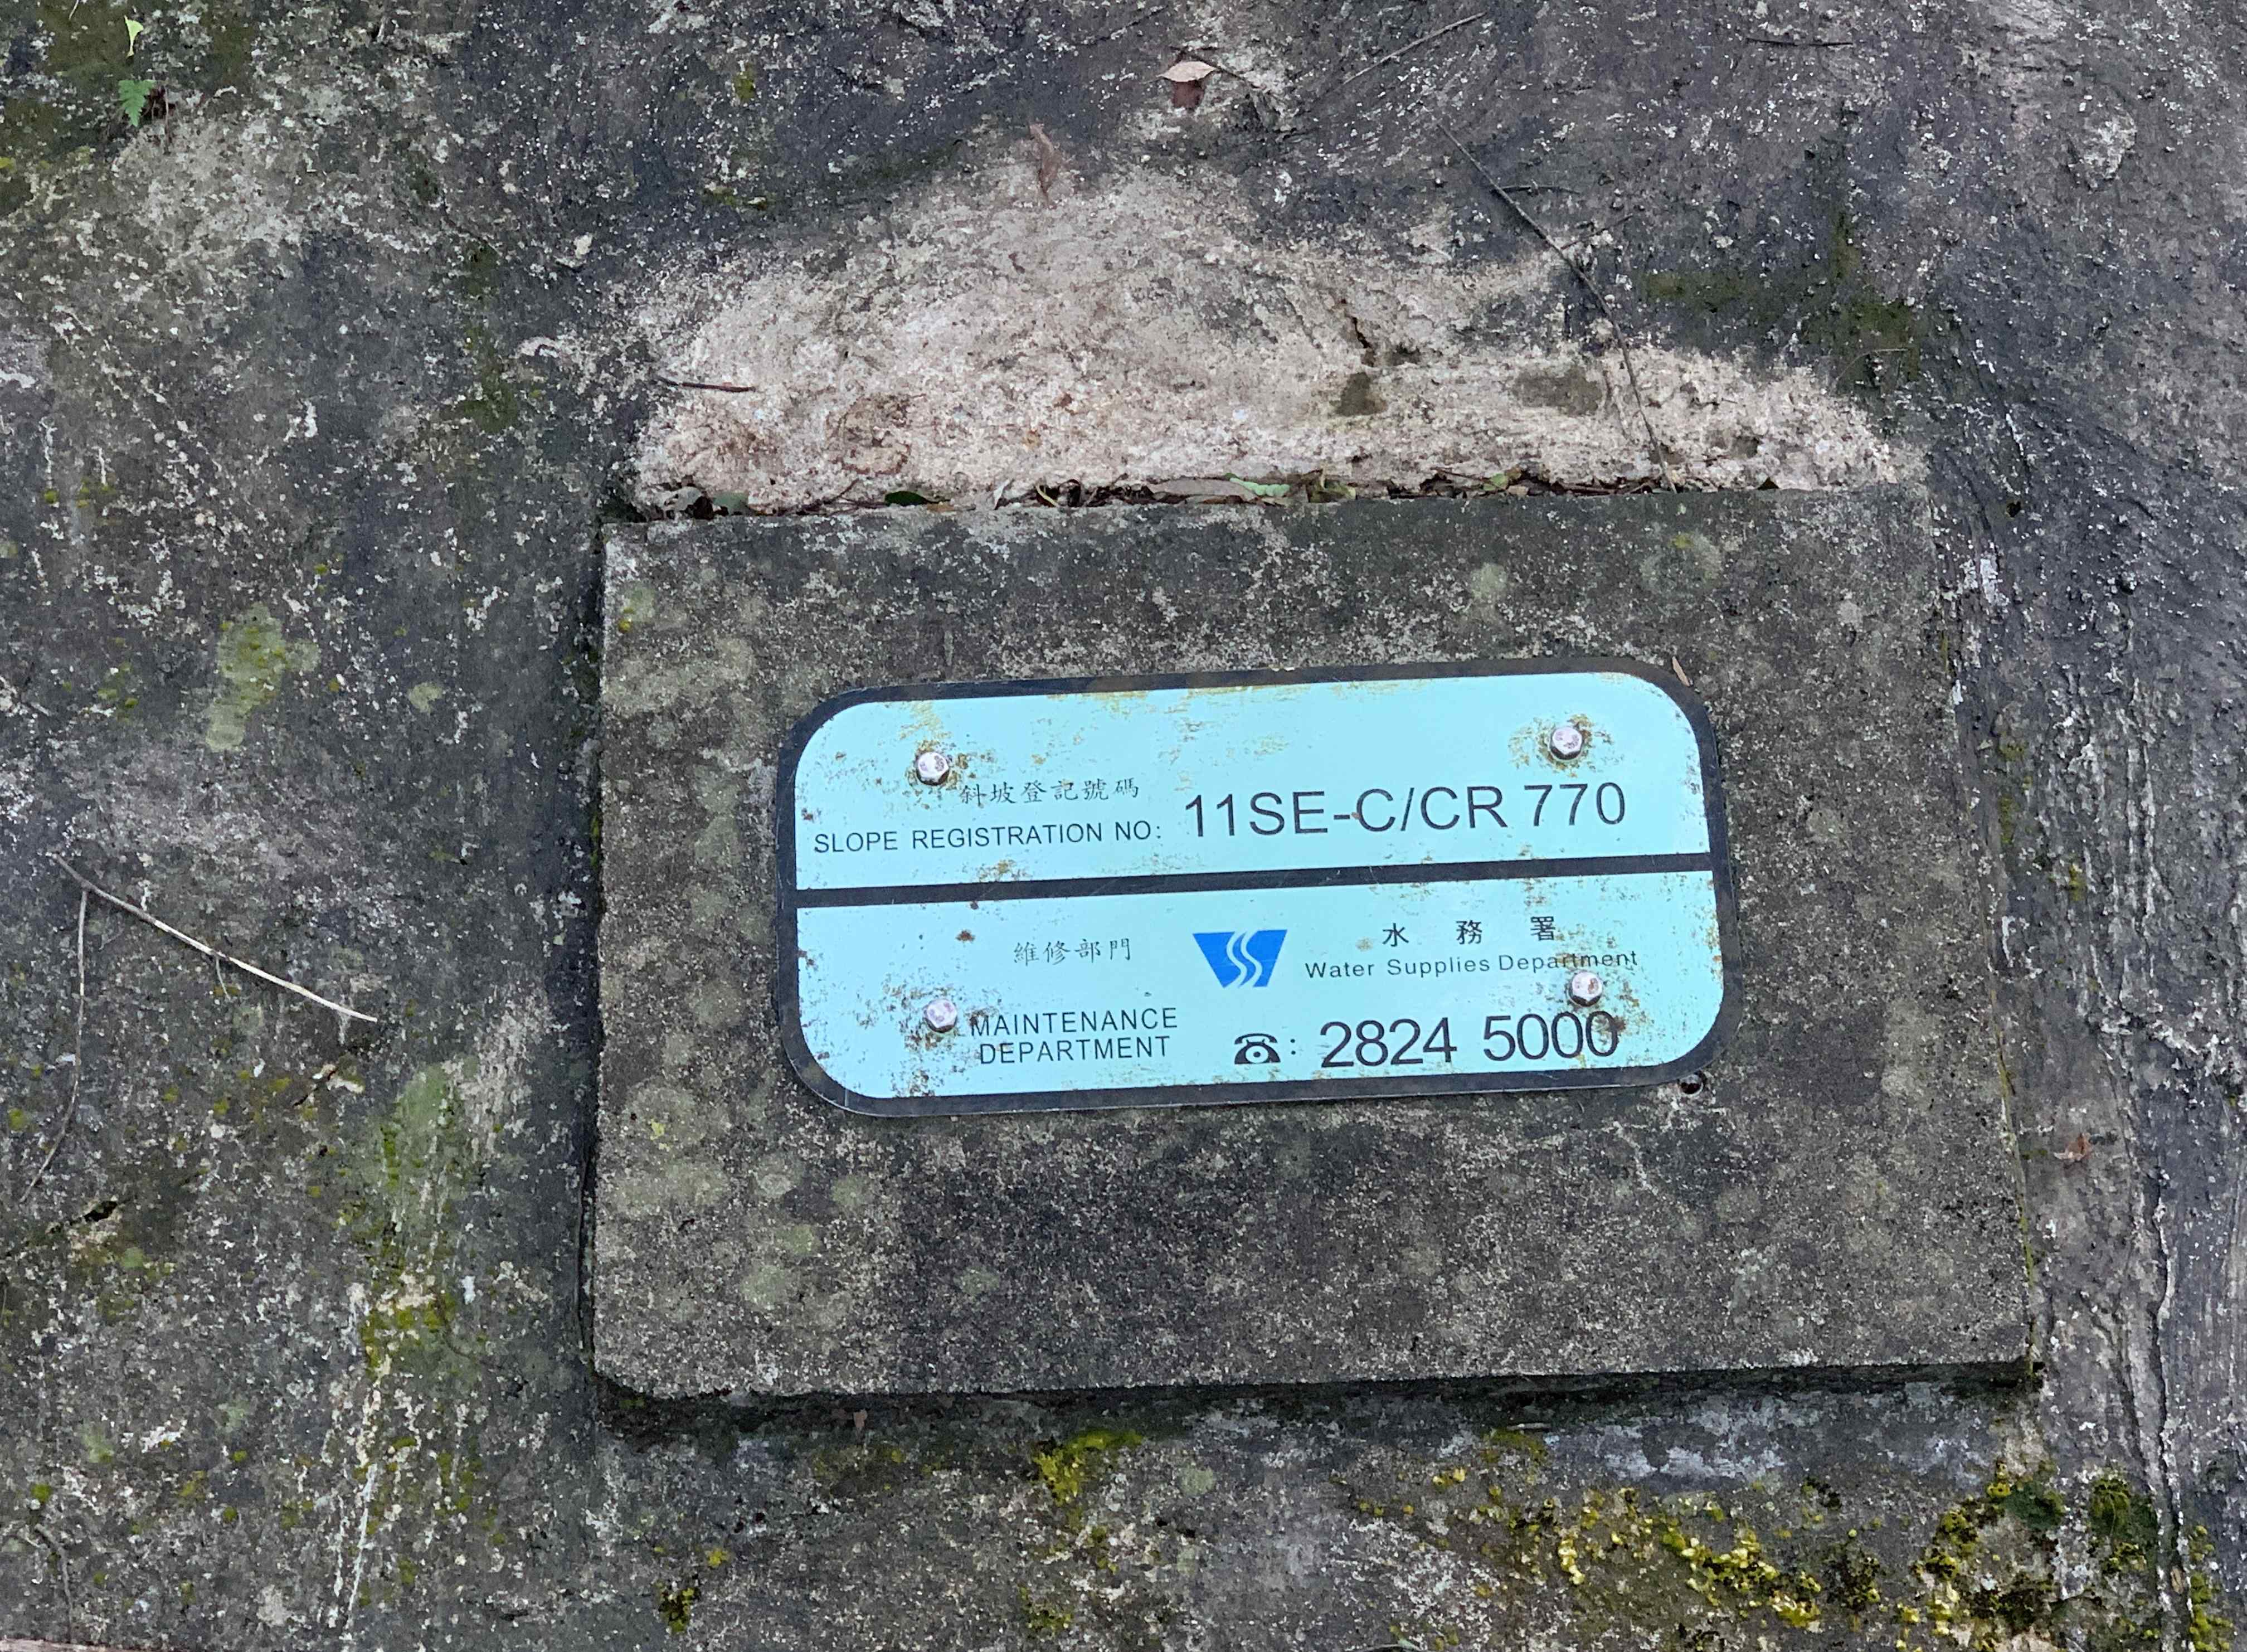 斜坡登記號碼
SLOPE REGISTRATION NO: 11SE-C/CR 770
維修部門
水務署
Water Supplies Department
MAINTENANCE
DEPARTMENT
☎: 2824 5000